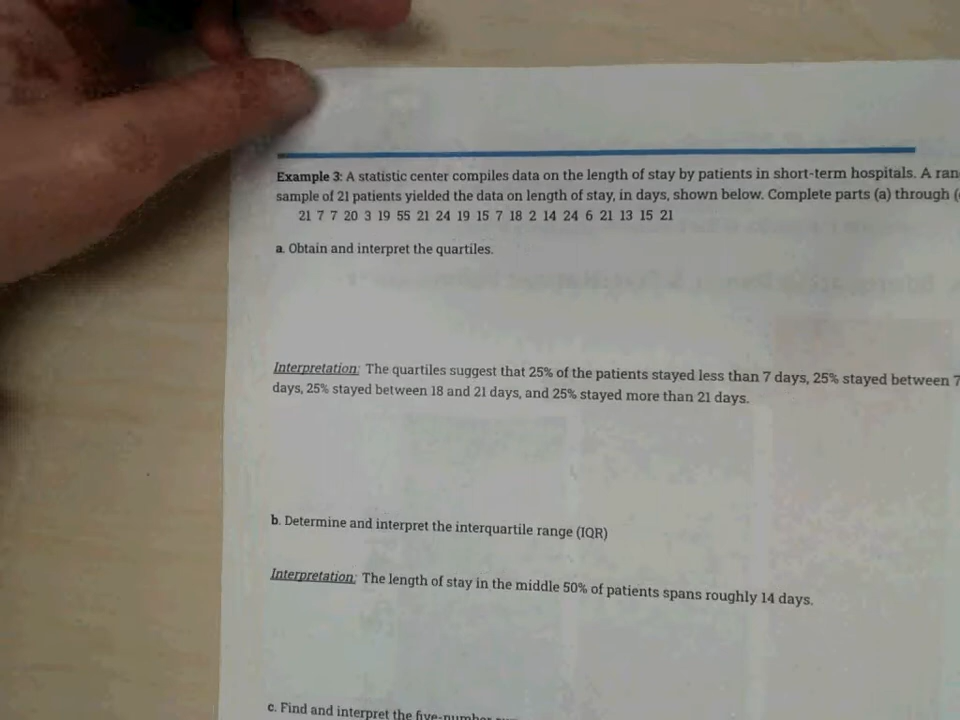 Example 3: A statistic center compiles data on the length of stay by patients in short-term hospitals. A
sample of 21 patients yielded the data on length of stay, in days, shown below. Complete parts (a) through
21 7 7 20 3 19 55 21 24 19 15 7 18 2 14 24 6 21 13 15 21
a. Obtain and interpret the quartiles.
Interpretation: The quartiles suggest that 25% of the patients stayed less than 7 days, 25% stayed between 7
days, 25% stayed between 18 and 21 days, and 25% stayed more than 21 days.
b. Determine and interpret the interquartile range (IQR)
Interpretation: The length of stay in the middle 50% of patients spans roughly 14 days.
c. Find and interpret the five-number